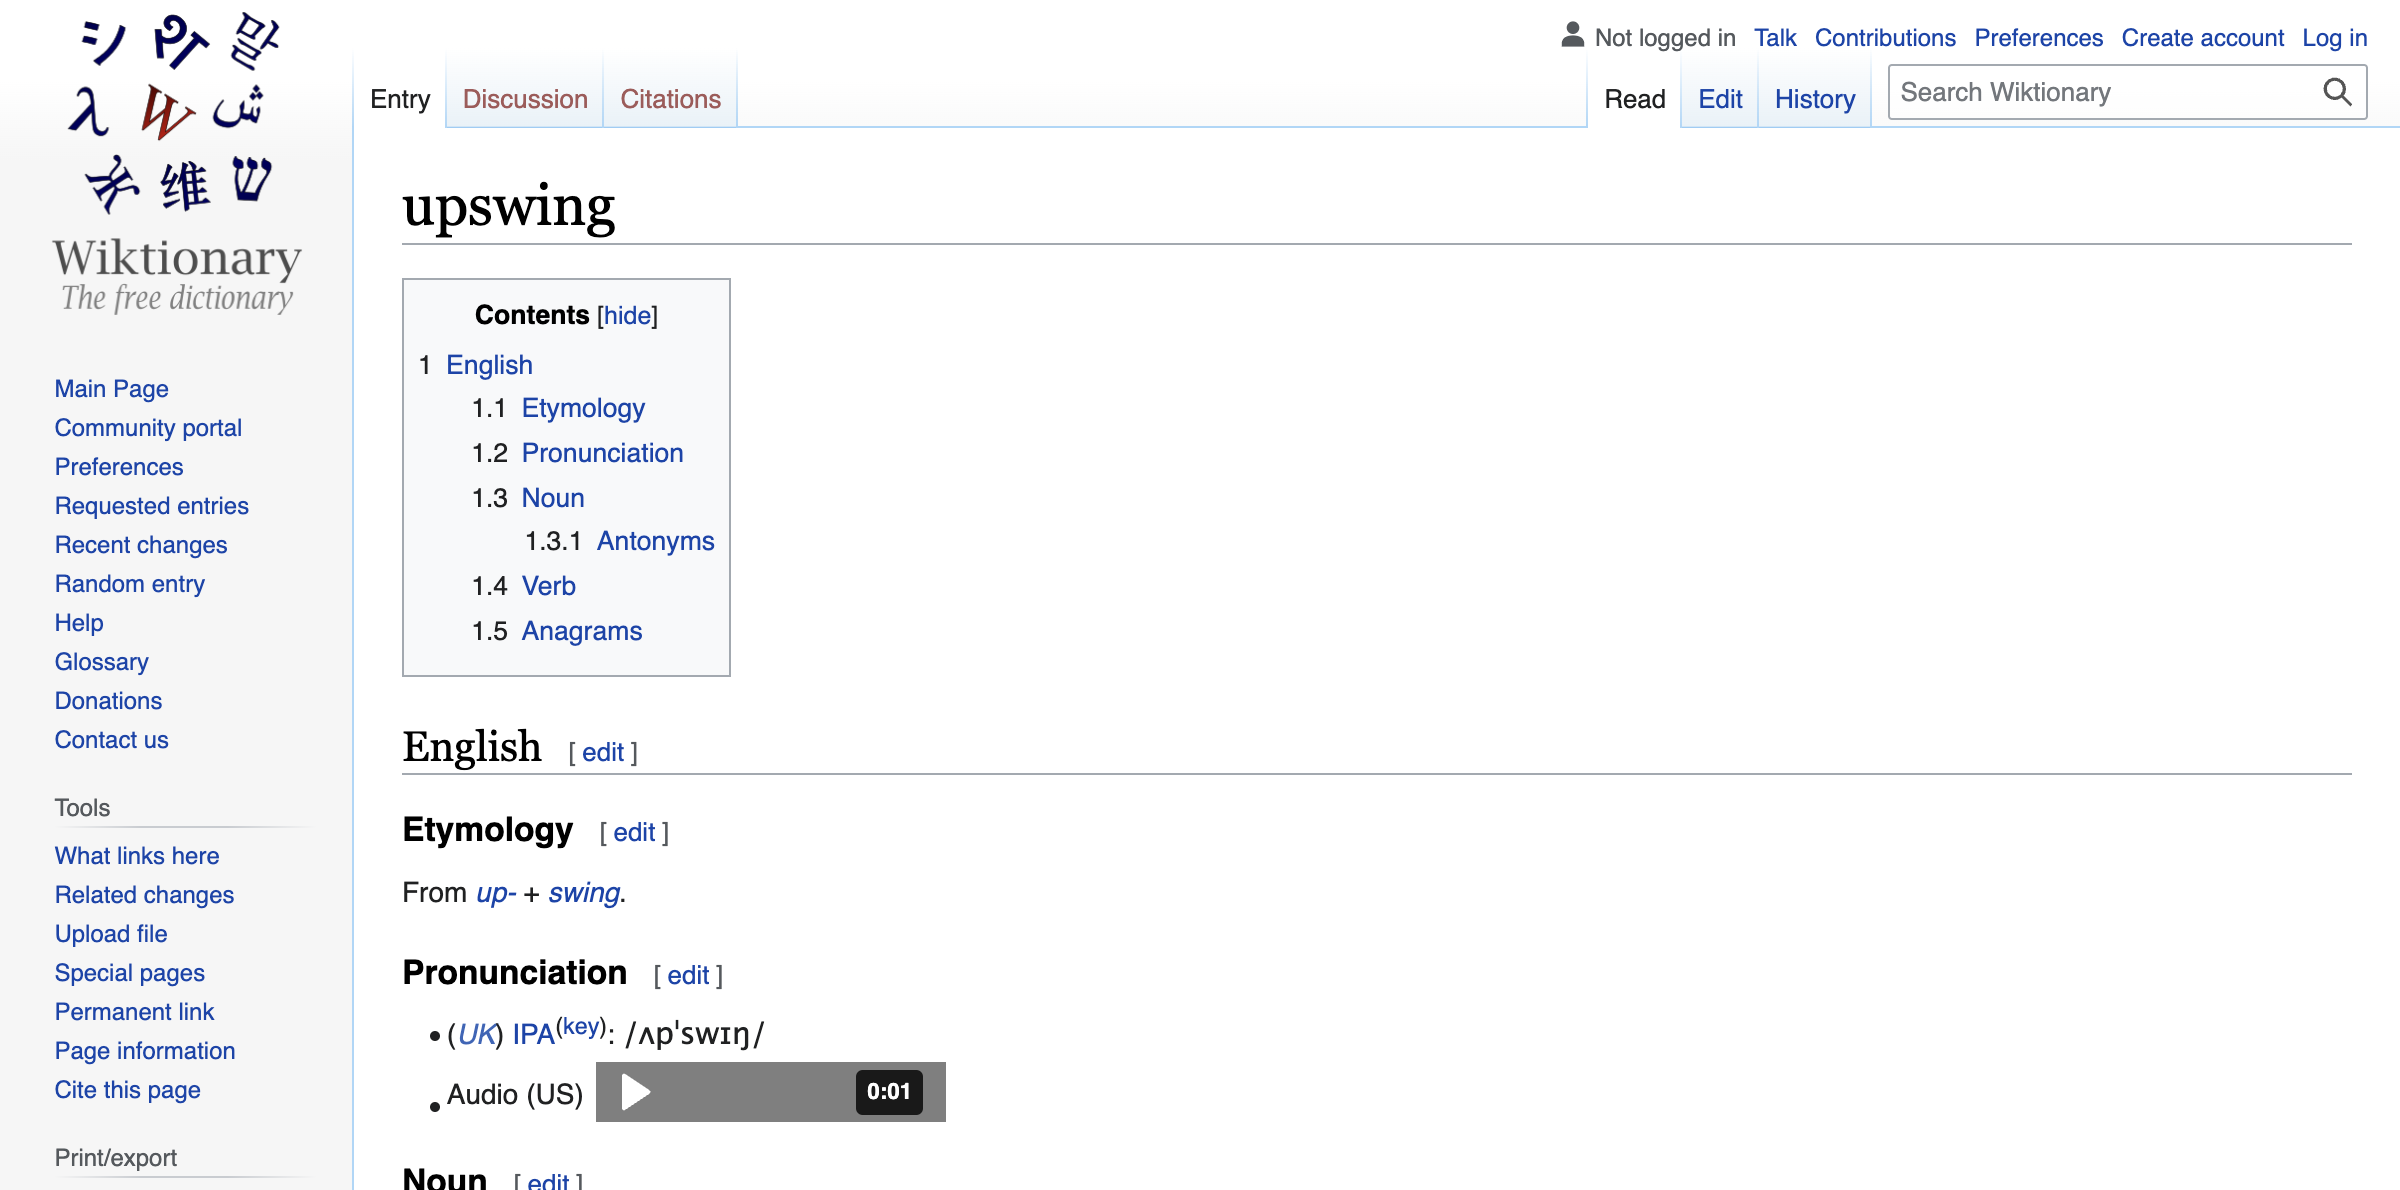 シ Й 말
λ W ش
ने 维 ש
Wiktionary
The free dictionary
Main Page
Community portal
Preferences
Requested entries
Recent changes
Random entry
Help
Glossary
Donations
Contact us
Tools
What links here
Related changes
Upload file
Special pages
Permanent link
Page information
Cite this page
Print/export
Not logged in Talk Contributions Preferences Create account Log in
Entry Discussion Citations Read Edit History Search Wiktionary
upswing
Contents [hide]
1 English
1.1 Etymology
1.2 Pronunciation
1.3 Noun
1.3.1 Antonyms
1.4 Verb
1.5 Anagrams
English [ edit ]
Etymology [ edit ]
From up- + swing.
Pronunciation [ edit ]
• (UK) IPA(key): /ʌpˈswɪŋ/
• Audio (US) 0:01
Noun [ edit ]